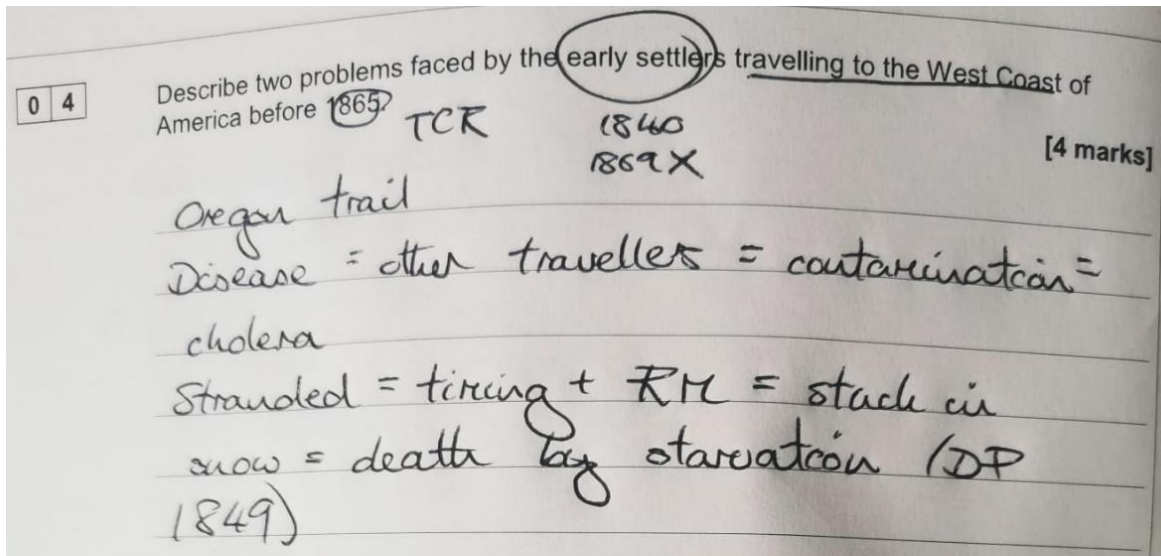 0 4
Describe two problems faced by the early settlers travelling to the West Coast of
America before 1865?
TCR
1840
1869 X
[4 marks]
Oregon trail
Disease = other travellers = contamination =
cholera
Stranded = timing + RM = stuck in
snow = death by starvation (DP
1849)